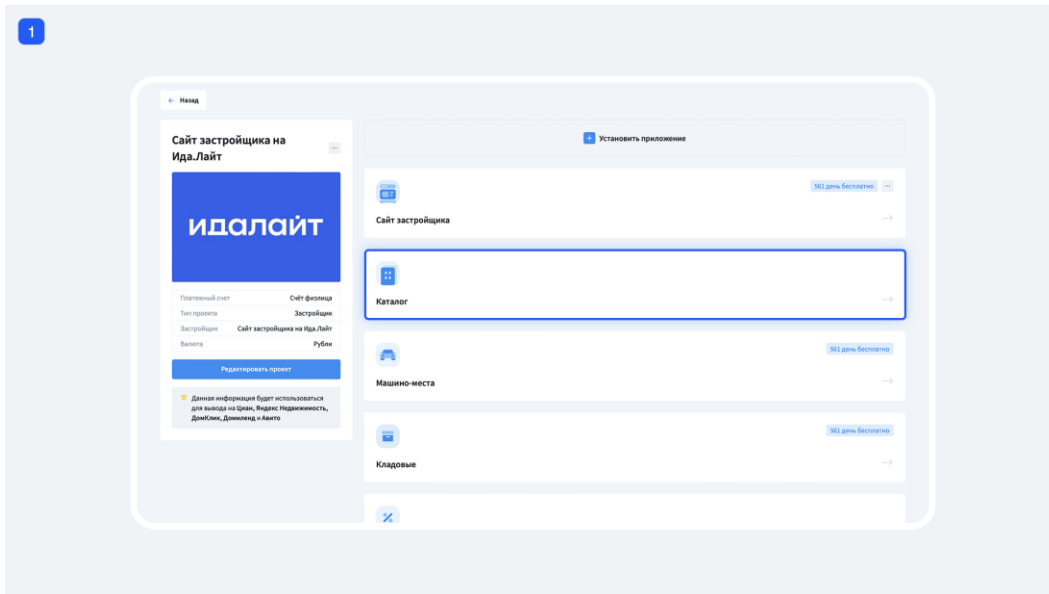 1
← Назад
Сайт застройщика на
Ида.Лайт
идалайт
Платежный счет Счёт физлица
Тип проекта Застройщик
Застройщик Сайт застройщика на Ида.Лайт
Валюта Рубли
Редактировать проект
Данная информация будет использоваться
для вывода на Циан, Яндекс Недвижимость,
ДомКлик, Домиленд и Авито
+ Установить приложение
561 день бесплатно
Сайт застройщика
Каталог
561 день бесплатно
Машино-места
561 день бесплатно
Кладовые